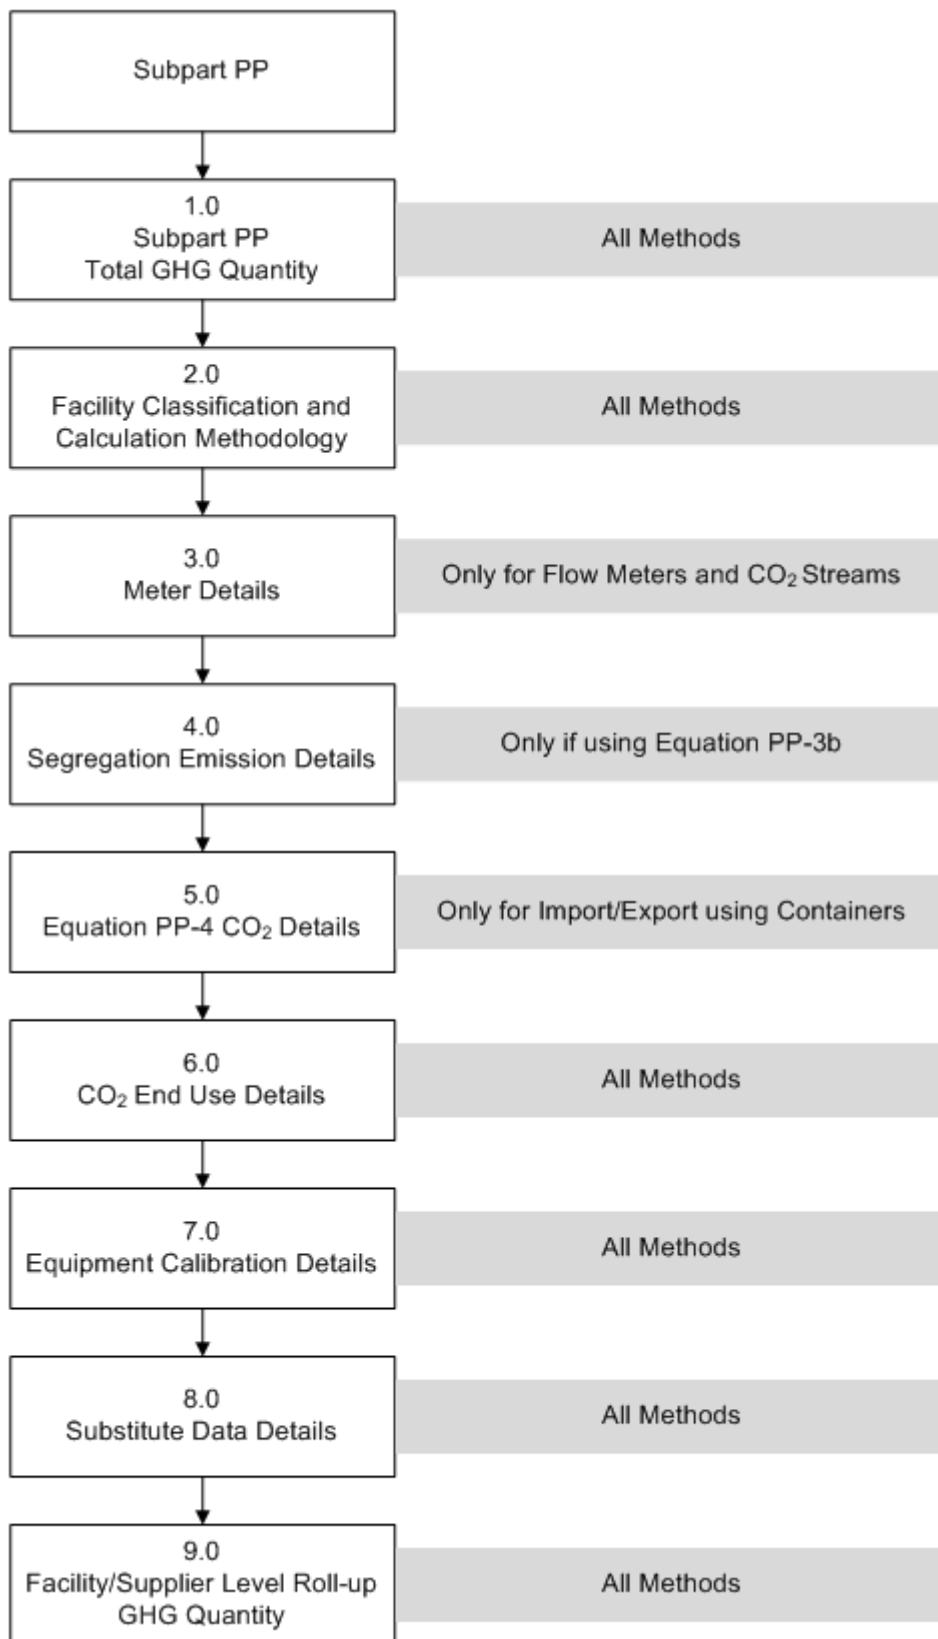 Subpart PP
1.0
Subpart PP
Total GHG Quantity
All Methods
2.0
Facility Classification and
Calculation Methodology
All Methods
3.0
Meter Details
Only for Flow Meters and CO₂ Streams
4.0
Segregation Emission Details
Only if using Equation PP-3b
5.0
Equation PP-4 CO₂ Details
Only for Import/Export using Containers
6.0
CO₂ End Use Details
All Methods
7.0
Equipment Calibration Details
All Methods
8.0
Substitute Data Details
All Methods
9.0
Facility/Supplier Level Roll-up
GHG Quantity
All Methods